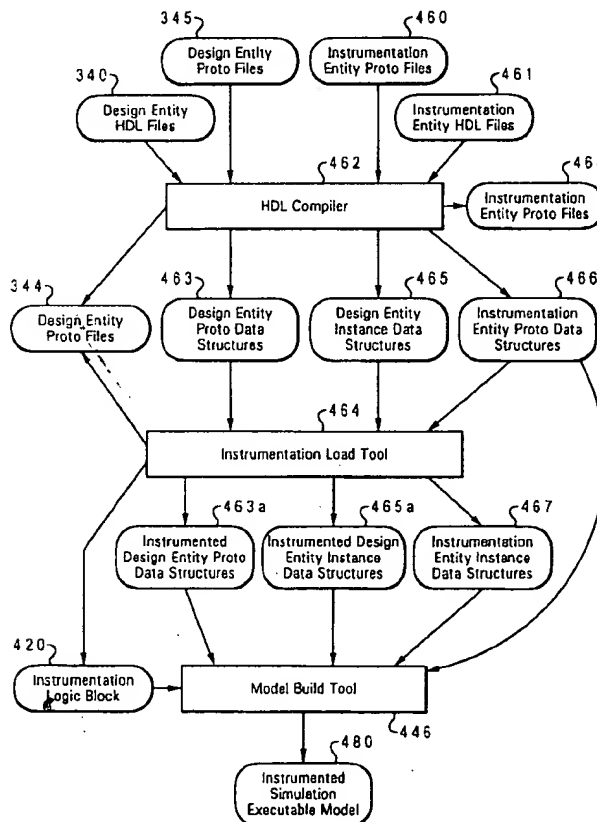 345
460
Design Entity
Proto Files
Instrumentation
Entity Proto Files
340
461
Design Entity
HDL Files
Instrumentation
Entity HDL Files
462
HDL Compiler
46
Instrumentation
Entity Proto Files
344
463
465
466
Design Entity
Proto Files
Design Entity
Proto Data
Structures
Design Entity
Instance Data
Structures
Instrumentation
Entity Proto Data
Structures
464
Instrumentation Load Tool
463a
465a
467
Instrumented
Design Entity Proto
Data Structures
Instrumented Design
Entity Instance
Data Structures
Instrumentation
Entity Instance
Data Structures
420
Instrumentation
Logic Block
Model Build Tool
446
480
Instrumented
Simulation
Executable Model